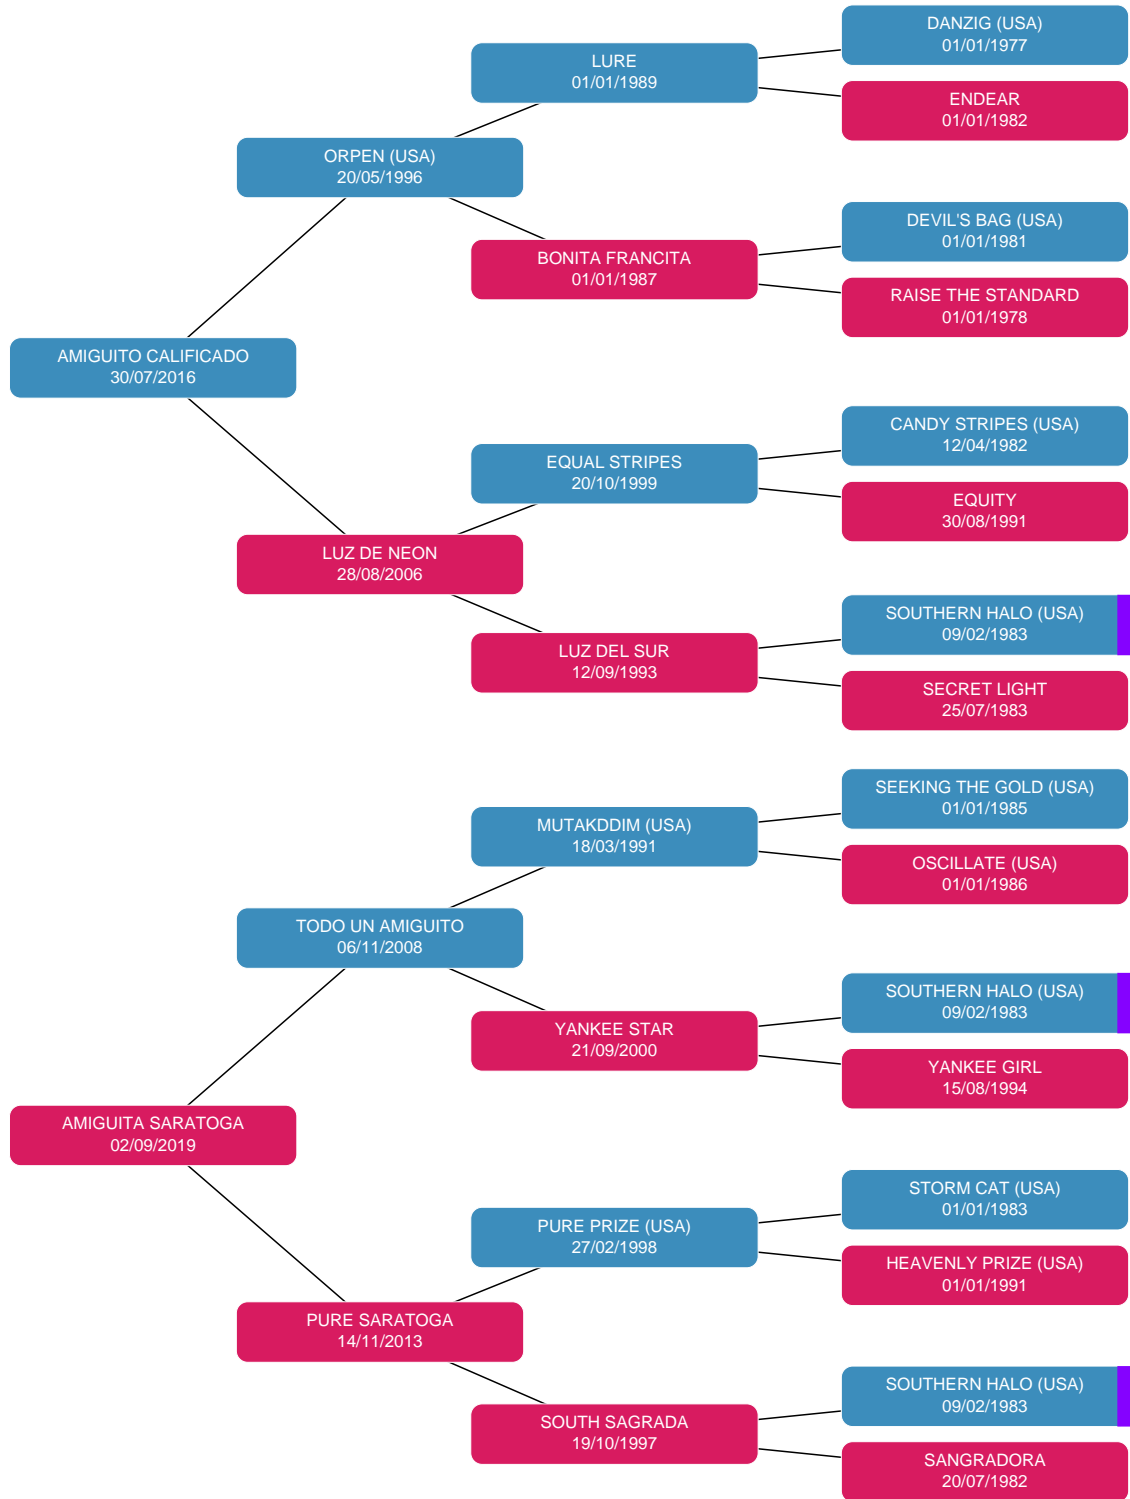 DANZIG (USA)
01/01/1977
LURE
01/01/1989
ENDEAR
01/01/1982
ORPEN (USA)
20/05/1996
DEVIL'S BAG (USA)
01/01/1981
BONITA FRANCITA
01/01/1987
RAISE THE STANDARD
01/01/1978
AMIGUITO CALIFICADO
30/07/2016
CANDY STRIPES (USA)
12/04/1982
EQUAL STRIPES
20/10/1999
EQUITY
30/08/1991
LUZ DE NEON
28/08/2006
SOUTHERN HALO (USA)
09/02/1983
LUZ DEL SUR
12/09/1993
SECRET LIGHT
25/07/1983
SEEKING THE GOLD (USA)
01/01/1985
MUTAKDDIM (USA)
18/03/1991
OSCILLATE (USA)
01/01/1986
TODO UN AMIGUITO
06/11/2008
SOUTHERN HALO (USA)
09/02/1983
YANKEE STAR
21/09/2000
YANKEE GIRL
15/08/1994
AMIGUITA SARATOGA
02/09/2019
STORM CAT (USA)
01/01/1983
PURE PRIZE (USA)
27/02/1998
HEAVENLY PRIZE (USA)
01/01/1991
PURE SARATOGA
14/11/2013
SOUTHERN HALO (USA)
09/02/1983
SOUTH SAGRADA
19/10/1997
SANGRADORA
20/07/1982